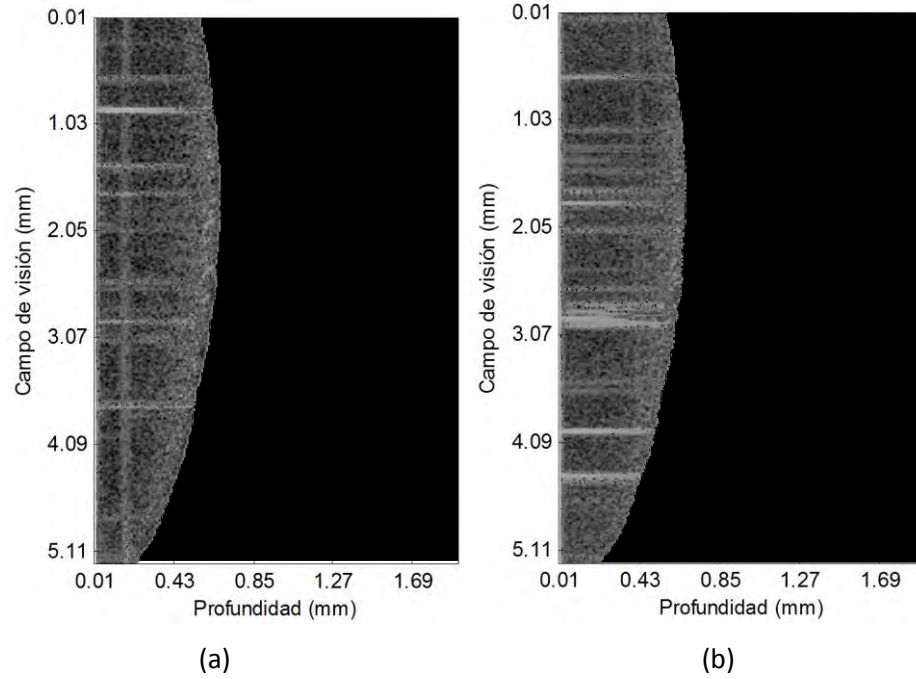 0.01
1.03
2.05
3.07
4.09
5.11
Campo de visión (mm)
0.01 0.43 0.85 1.27 1.69
Profundidad (mm)
(a)
0.01
1.03
2.05
3.07
4.09
5.11
Campo de visión (mm)
0.01 0.43 0.85 1.27 1.69
Profundidad (mm)
(b)